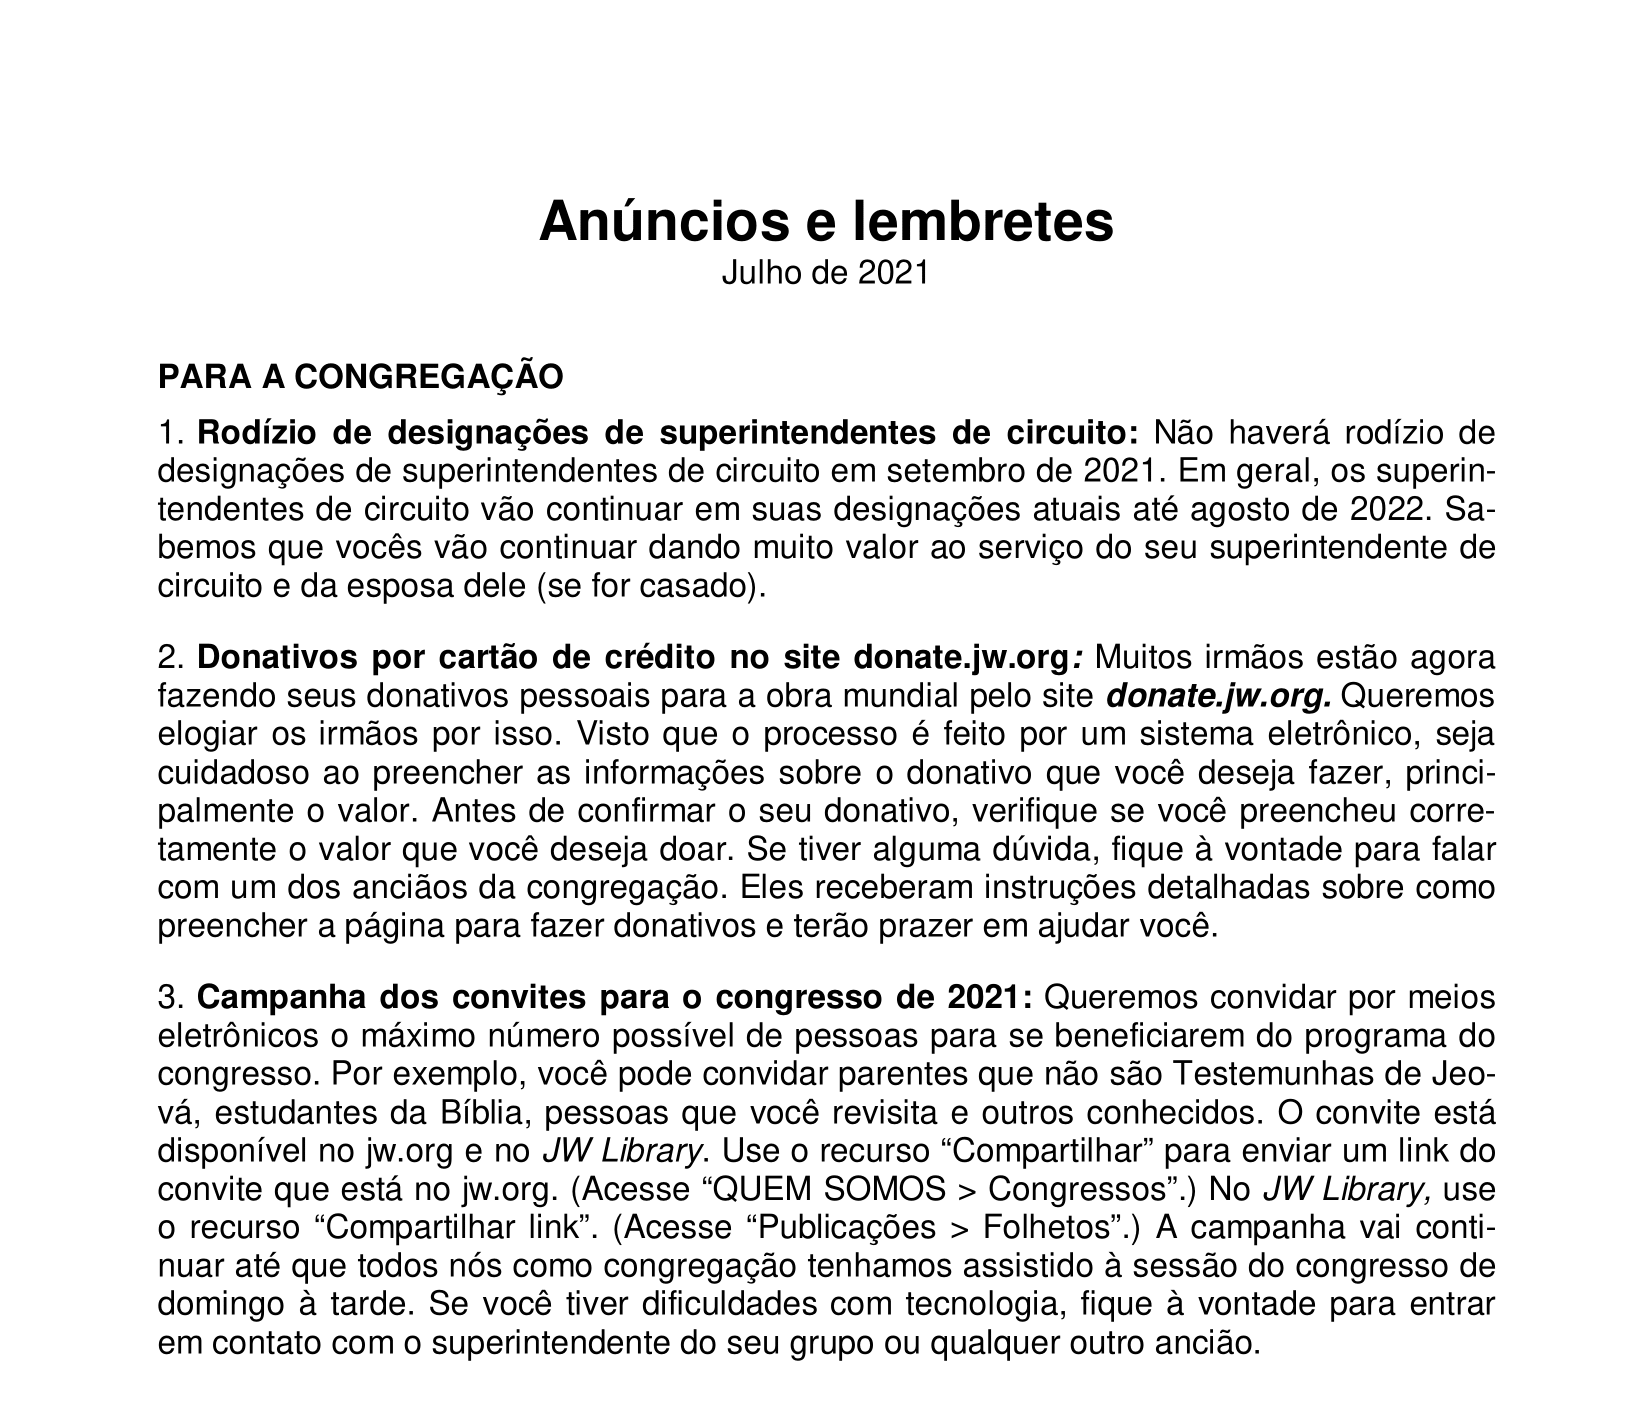 Anúncios e lembretes
Julho de 2021
PARA A CONGREGAÇÃO
1. Rodízio de designações de superintendentes de circuito: Não haverá rodízio de
designações de superintendentes de circuito em setembro de 2021. Em geral, os superin-
tendentes de circuito vão continuar em suas designações atuais até agosto de 2022. Sa-
bemos que vocês vão continuar dando muito valor ao serviço do seu superintendente de
circuito e da esposa dele (se for casado).
2. Donativos por cartão de crédito no site donate.jw.org: Muitos irmãos estão agora
fazendo seus donativos pessoais para a obra mundial pelo site donate.jw.org. Queremos
elogiar os irmãos por isso. Visto que o processo é feito por um sistema eletrônico, seja
cuidadoso ao preencher as informações sobre o donativo que você deseja fazer, princi-
palmente o valor. Antes de confirmar o seu donativo, verifique se você preencheu corre-
tamente o valor que você deseja doar. Se tiver alguma dúvida, fique à vontade para falar
com um dos anciãos da congregação. Eles receberam instruções detalhadas sobre como
preencher a página para fazer donativos e terão prazer em ajudar você.
3. Campanha dos convites para o congresso de 2021: Queremos convidar por meios
eletrônicos o máximo número possível de pessoas para se beneficiarem do programa do
congresso. Por exemplo, você pode convidar parentes que não são Testemunhas de Jeo-
vá, estudantes da Bíblia, pessoas que você revisita e outros conhecidos. O convite está
disponível no jw.org e no JW Library. Use o recurso “Compartilhar” para enviar um link do
convite que está no jw.org. (Acesse “QUEM SOMOS > Congressos”.) No JW Library, use
o recurso “Compartilhar link”. (Acesse “Publicações > Folhetos”.) A campanha vai conti-
nuar até que todos nós como congregação tenhamos assistido à sessão do congresso de
domingo à tarde. Se você tiver dificuldades com tecnologia, fique à vontade para entrar
em contato com o superintendente do seu grupo ou qualquer outro ancião.